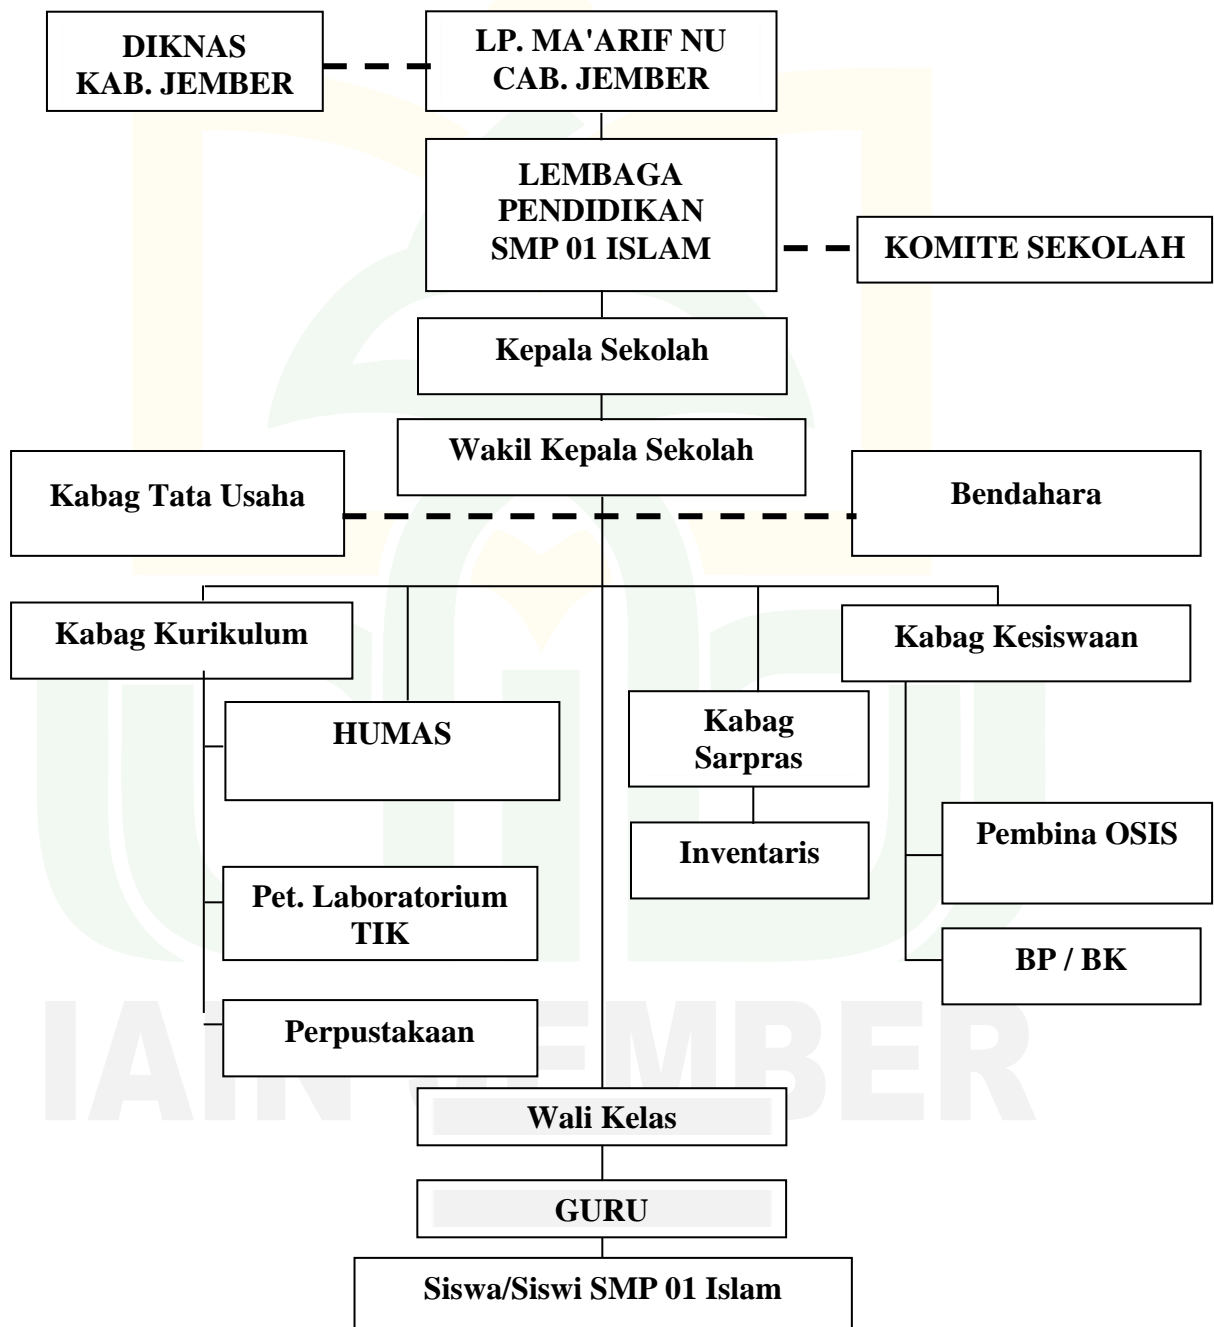 DIKNAS
KAB. JEMBER
LP. MA'ARIF NU
CAB. JEMBER
LEMBAGA
PENDIDIKAN
SMP 01 ISLAM
KOMITE SEKOLAH
Kepala Sekolah
Wakil Kepala Sekolah
Kabag Tata Usaha
Bendahara
Kabag Kurikulum
Kabag Kesiswaan
HUMAS
Kabag
Sarpras
Inventaris
Pembina OSIS
Pet. Laboratorium
TIK
BP / BK
Perpustakaan
IAIN JEMBER
Wali Kelas
GURU
Siswa/Siswi SMP 01 Islam